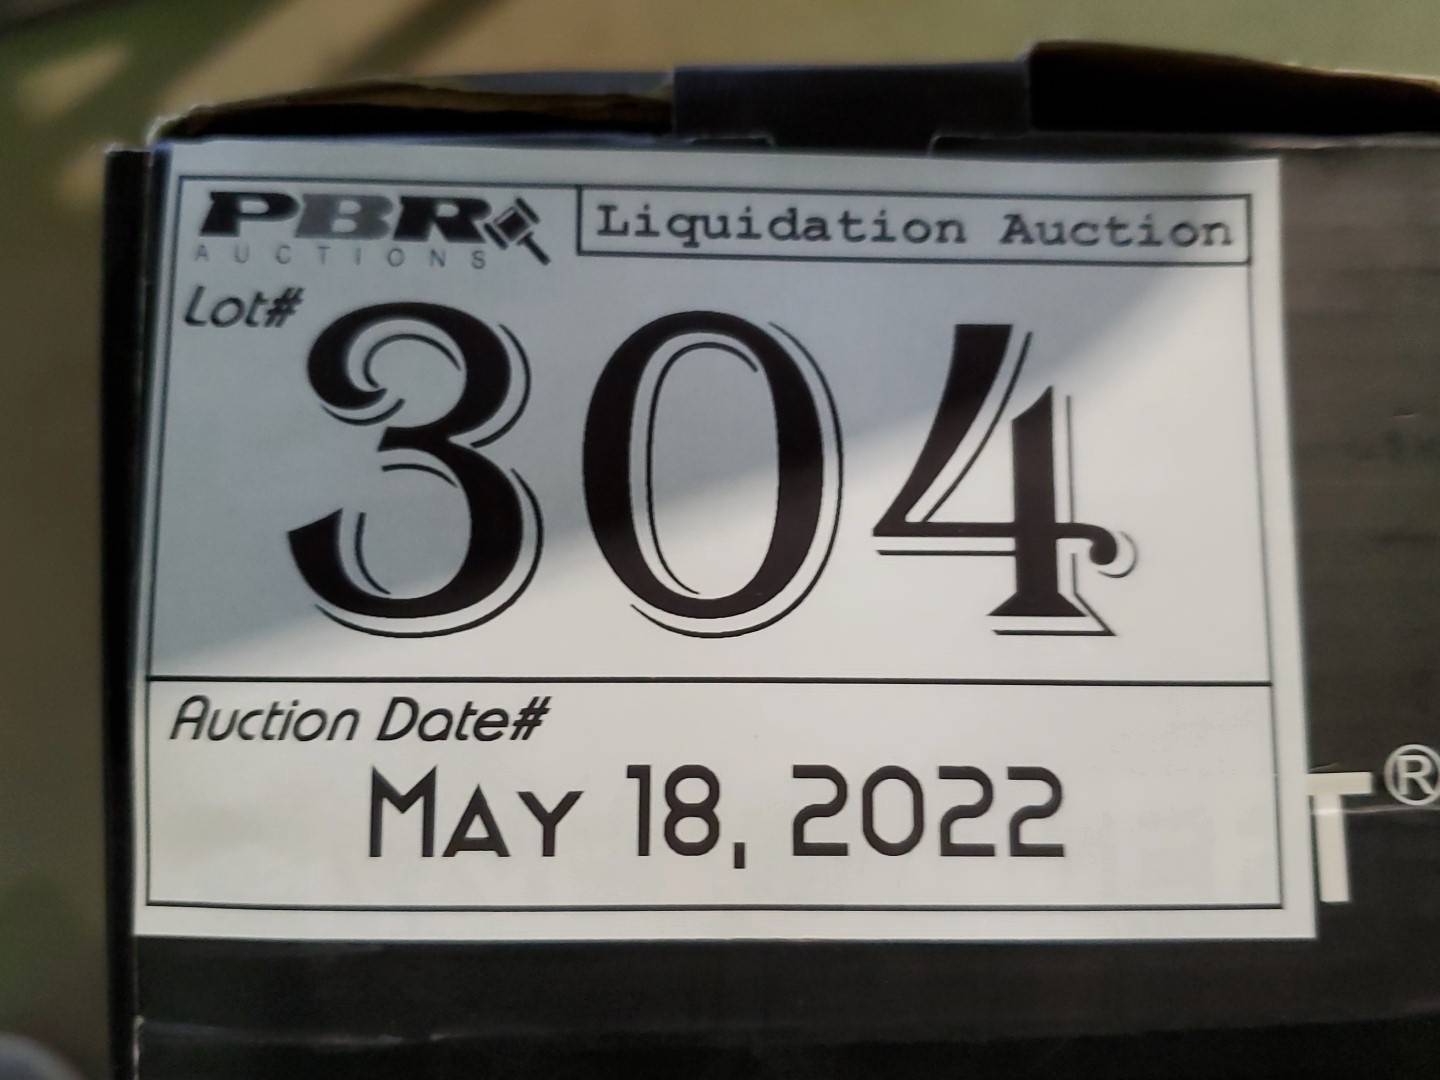 PBR
AUCTIONS
Liquidation Auction
Lot#
304
Auction Date#
May 18, 2022
T®